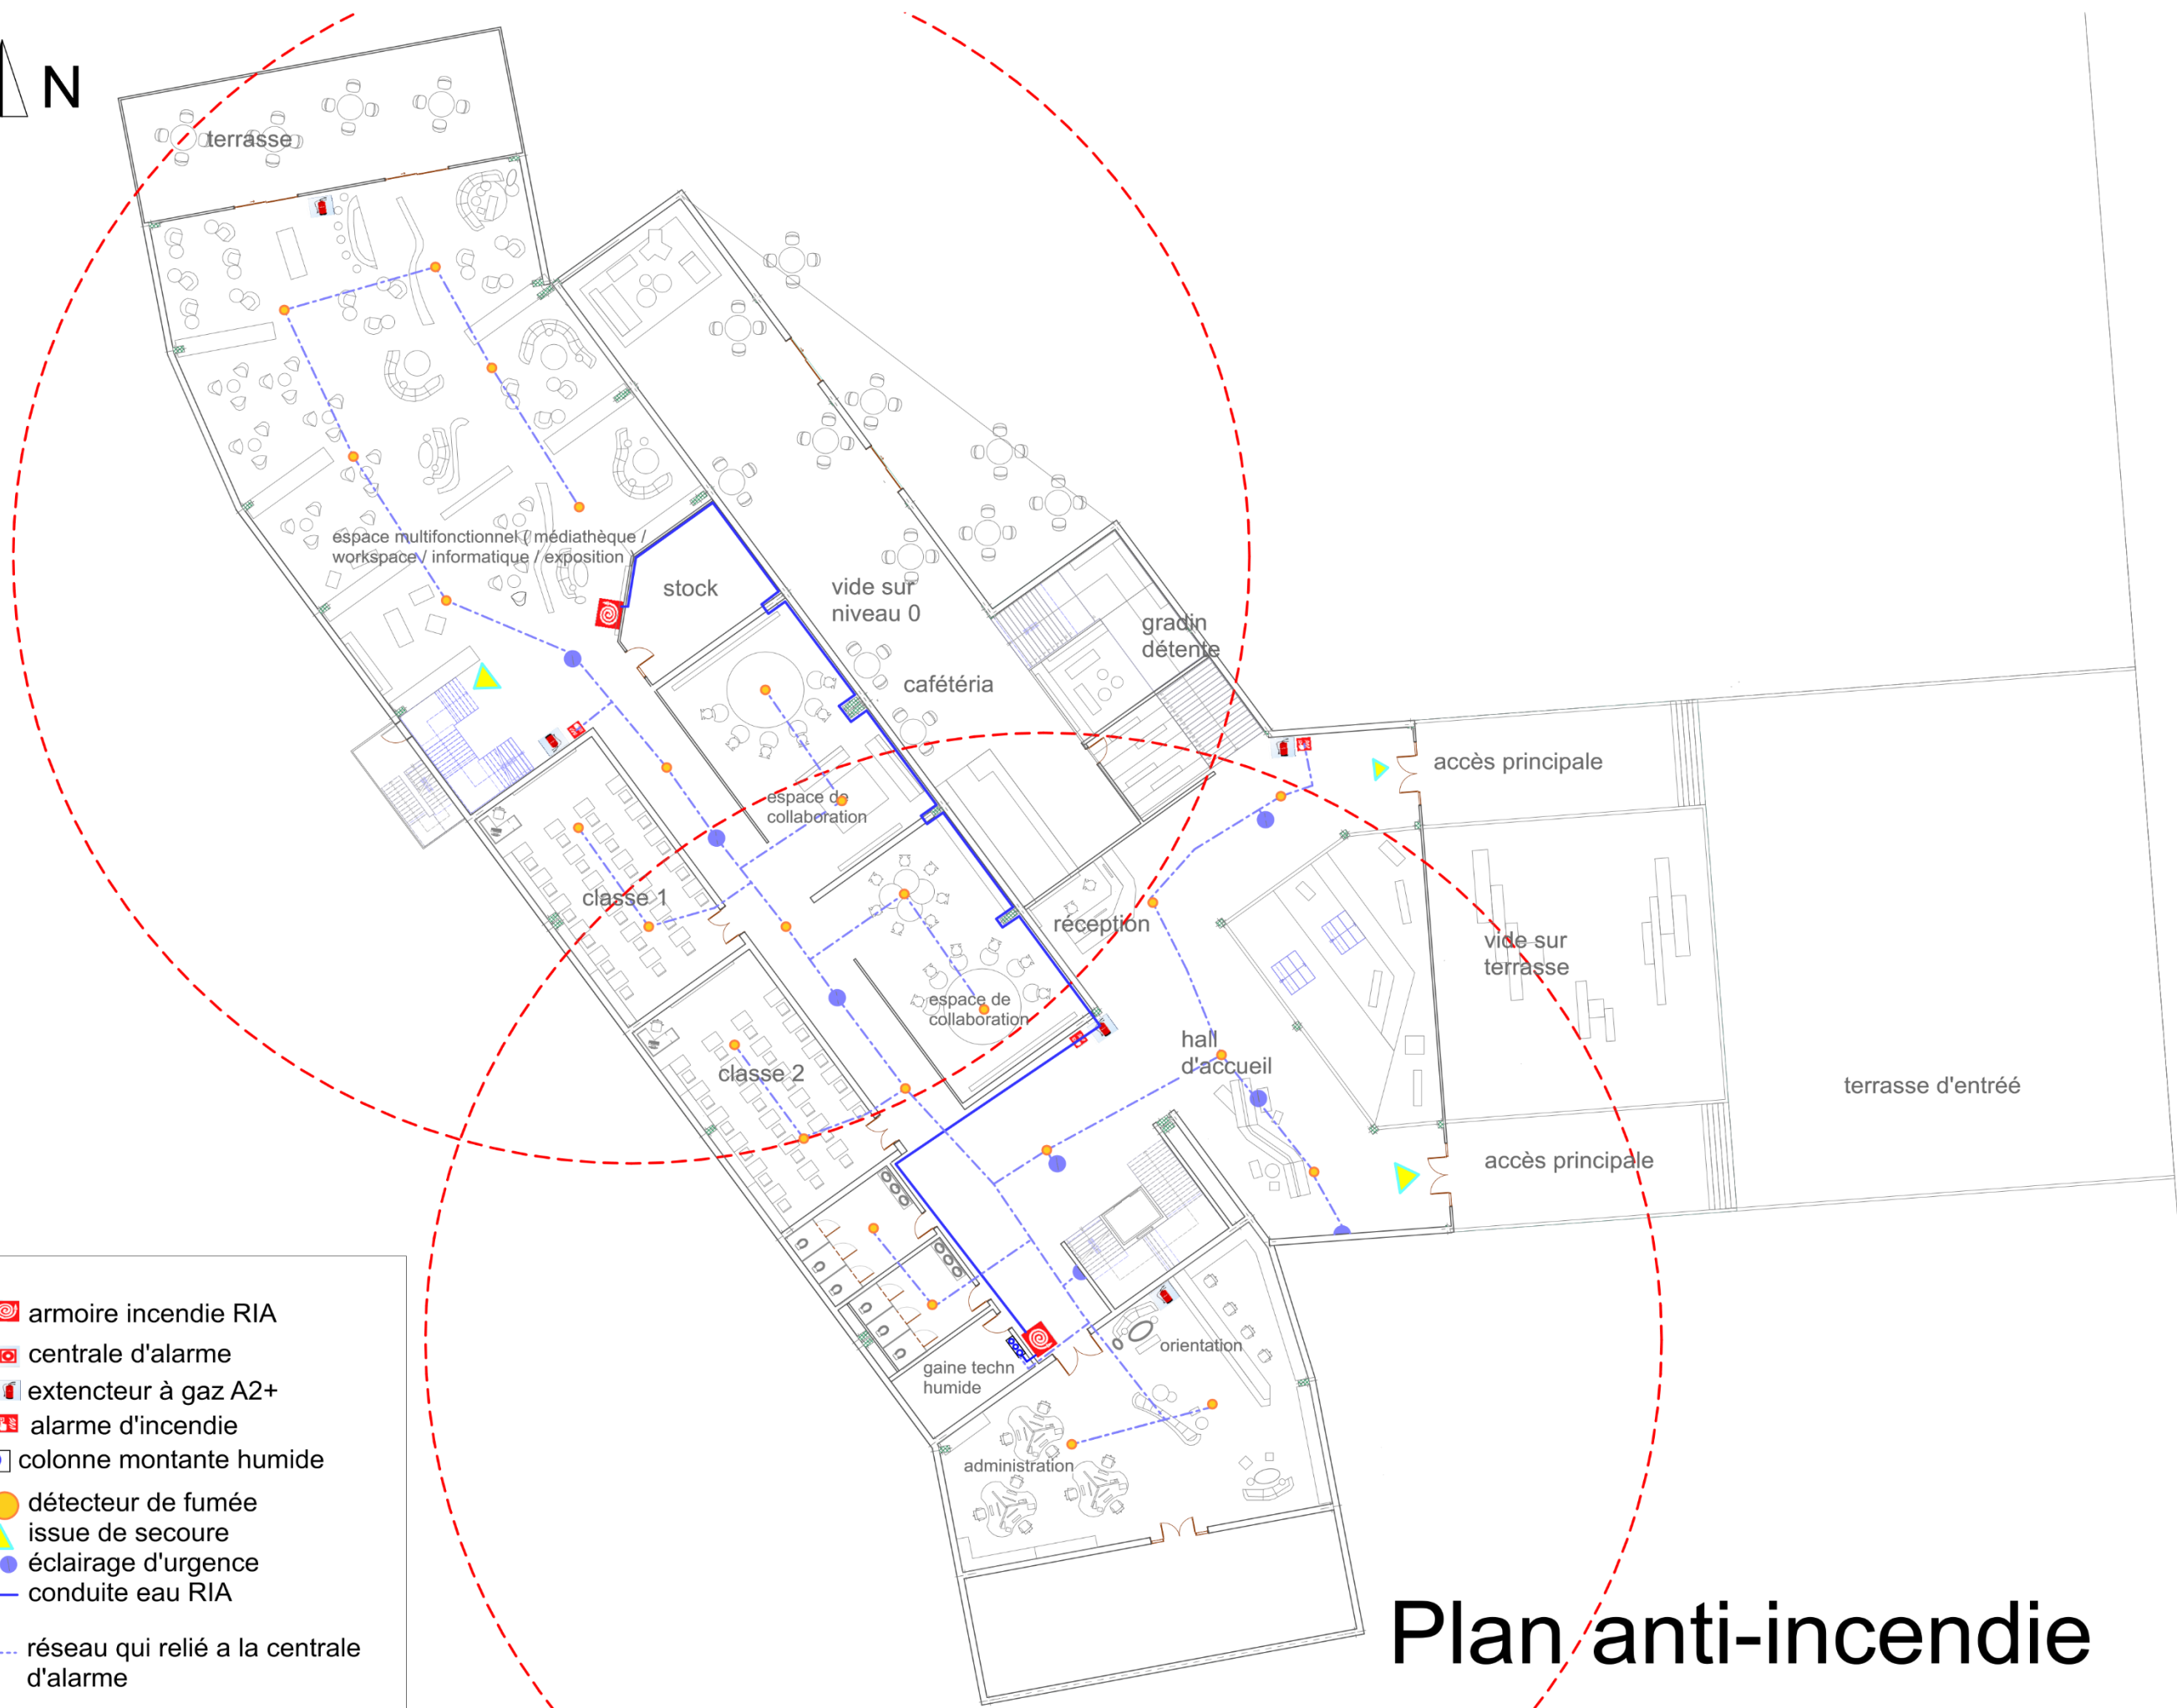 N
terrasse
espace multifonctionnel ( médiathèque /
workspace / informatique / exposition
stock
vide sur
niveau 0
gradin
détente
cafétéria
accès principale
espace de
collaboration
classe 1
réception
vide sur
terrasse
espace de
collaboration
hall
d'accueil
classe 2
terrasse d'entréé
accès principale
orientation
gaine techn
humide
administration
armoire incendie RIA
centrale d'alarme
extencteur à gaz A2+
alarme d'incendie
colonne montante humide
détecteur de fumée
issue de secoure
éclairage d'urgence
conduite eau RIA
réseau qui relié a la centrale
d'alarme
Plan anti-incendie